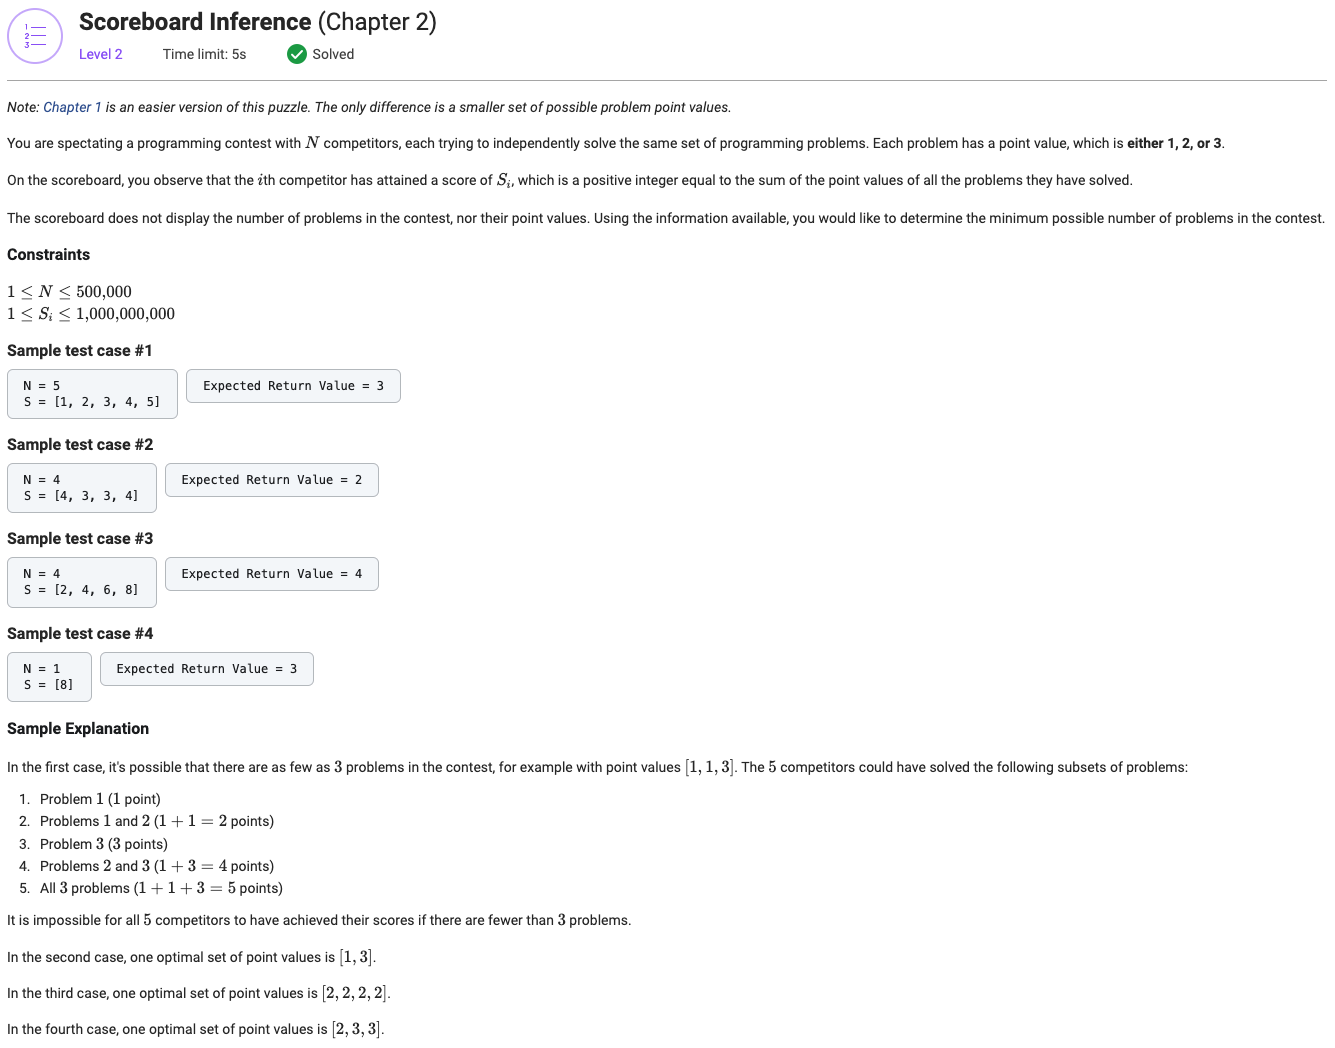 1
2
3
Scoreboard Inference (Chapter 2)
Level 2 Time limit: 5s Solved
Note: Chapter 1 is an easier version of this puzzle. The only difference is a smaller set of possible problem point values.
You are spectating a programming contest with N competitors, each trying to independently solve the same set of programming problems. Each problem has a point value, which is either 1, 2, or 3.
On the scoreboard, you observe that the ith competitor has attained a score of Sᵢ, which is a positive integer equal to the sum of the point values of all the problems they have solved.
The scoreboard does not display the number of problems in the contest, nor their point values. Using the information available, you would like to determine the minimum possible number of problems in the contest.
Constraints
1 ≤ N ≤ 500,000
1 ≤ Sᵢ ≤ 1,000,000,000
Sample test case #1
N = 5
S = [1, 2, 3, 4, 5]
Expected Return Value = 3
Sample test case #2
N = 4
S = [4, 3, 3, 4]
Expected Return Value = 2
Sample test case #3
N = 4
S = [2, 4, 6, 8]
Expected Return Value = 4
Sample test case #4
N = 1
S = [8]
Expected Return Value = 3
Sample Explanation
In the first case, it's possible that there are as few as 3 problems in the contest, for example with point values [1, 1, 3]. The 5 competitors could have solved the following subsets of problems:
1. Problem 1 (1 point)
2. Problems 1 and 2 (1 + 1 = 2 points)
3. Problem 3 (3 points)
4. Problems 2 and 3 (1 + 3 = 4 points)
5. All 3 problems (1 + 1 + 3 = 5 points)
It is impossible for all 5 competitors to have achieved their scores if there are fewer than 3 problems.
In the second case, one optimal set of point values is [1, 3].
In the third case, one optimal set of point values is [2, 2, 2, 2].
In the fourth case, one optimal set of point values is [2, 3, 3].